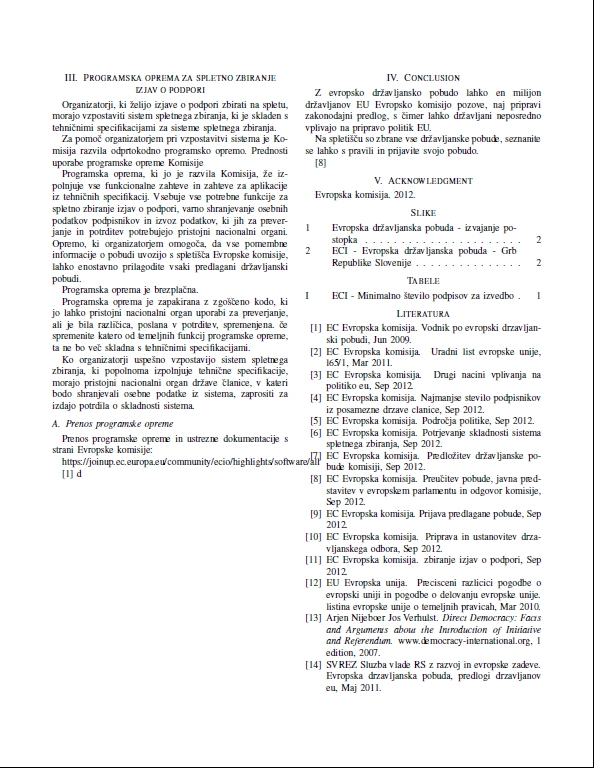 III. PROGRAMSKA OPREMA ZA SPLETNO ZBIRANJE
IZJAV O PODPORI
Organizatorji, ki želijo izjave o podpori zbirati na spletu,
morajo vzpostaviti sistem spletnega zbiranja, ki je skladen s
tehničnimi specifikacijami za sisteme spletnega zbiranja.
Za pomoč organizatorjem pri vzpostavitvi sistema je Ko-
misija razvila odprtokodno programsko opremo. Prednosti
uporabe programske opreme Komisije
Programska oprema, ki jo je razvila Komisija, že iz-
polnjuje vse funkcionalne zahteve in zahteve za aplikacije
iz tehničnih specifikacij. Vsebuje vse potrebne funkcije za
spletno zbiranje izjav o podpori, varno shranjevanje osebnih
podatkov podpisnikov in izvoz podatkov, ki jih za prever-
janje in potrditev potrebujejo pristojni nacionalni organi.
Opremo, ki organizatorjem omogoča, da vse pomembne
informacije o pobudi uvozijo s spletišča Evropske komisije,
lahko enostavno prilagodite vsaki predlagani državljanski
pobudi.
Programska oprema je brezplačna.
Programska oprema je zapakirana z zgoščeno kodo, ki
jo lahko pristojni nacionalni organ uporabi za preverjanje,
ali je bila različica, poslana v potrditev, spremenjena. če
spremenite katero od temeljnih funkcij programske opreme,
ta ne bo več skladna s tehničnimi specifikacijami.
Ko organizatorji uspešno vzpostavijo sistem spletnega
zbiranja, ki popolnoma izpolnjuje tehnične specifikacije,
morajo pristojni nacionalni organ države članice, v kateri
bodo shranjevali osebne podatke iz sistema, zaprositi za
izdajo potrdila o skladnosti sistema.
A. Prenos programske opreme
Prenos programske opreme in ustrezne dokumentacije s
strani Evropske komisije:
https://joinup.ec.europa.eu/community/ecio/highlights/software/all
[1] d
IV. CONCLUSION
Z evropsko državljansko pobudo lahko en milijon
državljanov EU Evropsko komisijo pozove, naj pripravi
zakonodajni predlog, s čimer lahko državljani neposredno
vplivajo na pripravo politik EU.
Na spletišču so zbrane vse državljanske pobude, seznanite
se lahko s pravili in prijavite svojo pobudo.
[8]
V. ACKNOWLEDGMENT
Evropska komisija. 2012.
SLIKE
1 Evropska državljanska pobuda - izvajanje po-
stopka . . . . . . . . . . . . . . . . . . . . . . 2
2 ECI - Evropska državljanska pobuda - Grb
Republike Slovenije . . . . . . . . . . . . . . . 2
TABELE
I ECI - Minimalno število podpisov za izvedbo . 1
LITERATURA
[1] EC Evropska komisija. Vodnik po evropski drzavljan-
ski pobudi, Jun 2009.
[2] EC Evropska komisija. Uradni list evropske unije,
l65/1, Mar 2011.
[3] EC Evropska komisija. Drugi nacini vplivanja na
politiko eu, Sep 2012.
[4] EC Evropska komisija. Najmanjse stevilo podpisnikov
iz posamezne drzave clanice, Sep 2012.
[5] EC Evropska komisija. Področja politike, Sep 2012.
[6] EC Evropska komisija. Potrjevanje skladnosti sistema
spletnega zbiranja, Sep 2012.
[7] EC Evropska komisija. Predložitev državljanske po-
bude komisiji, Sep 2012.
[8] EC Evropska komisija. Preučitev pobude, javna pred-
stavitev v evropskem parlamentu in odgovor komisije,
Sep 2012.
[9] EC Evropska komisija. Prijava predlagane pobude, Sep
2012.
[10] EC Evropska komisija. Priprava in ustanovitev drza-
vljanskega odbora, Sep 2012.
[11] EC Evropska komisija. zbiranje izjav o podpori, Sep
2012.
[12] EU Evropska unija. Precisceni razlicici pogodbe o
evropski uniji in pogodbe o delovanju evropske unije.
listina evropske unije o temeljnih pravicah, Mar 2010.
[13] Arjen Nijeboer Jos Verhulst. Direct Democracy: Facts
and Arguments about the Introduction of Initiative
and Referendum. www.democracy-international.org, 1
edition, 2007.
[14] SVREZ Sluzba vlade RS z razvoj in evropske zadeve.
Evropska drzavljanska pobuda, predlogi drzavljanov
eu, Maj 2011.